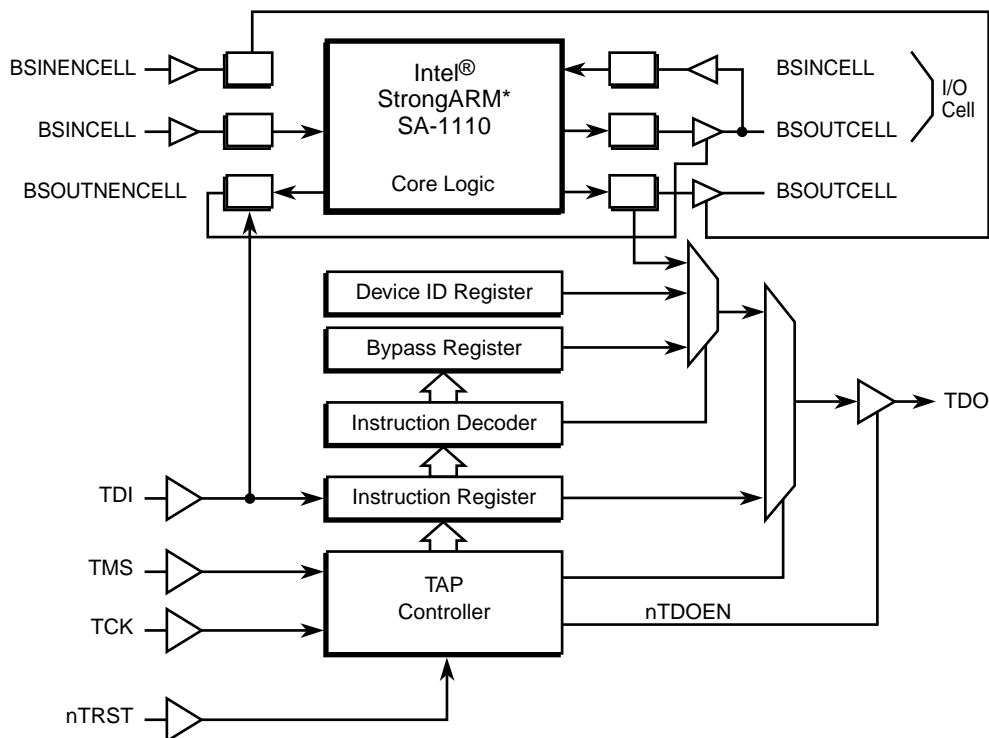 BSINENCELL
Intel®
StrongARM*
SA-1110
BSINCELL
I/O
Cell
BSINCELL
BSOUTCELL
BSOUTNENCELL
Core Logic
BSOUTCELL
Device ID Register
Bypass Register
Instruction Decoder
TDO
TDI
Instruction Register
TMS
TAP
Controller
nTDOEN
TCK
nTRST